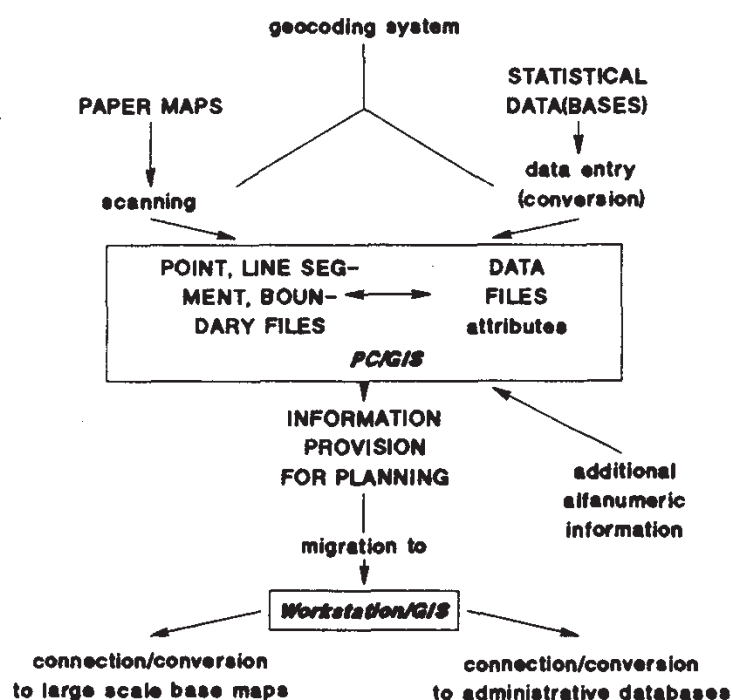 geocoding system
PAPER MAPS
STATISTICAL
DATA(BASES)
scanning
data entry
(conversion)
POINT, LINE SEG-
MENT, BOUN-
DARY FILES
DATA
FILES
attributes
PC/GIS
INFORMATION
PROVISION
FOR PLANNING
additional
alfanumeric
information
migration to
Workstation/GIS
connection/conversion
to large scale base maps
connection/conversion
to administrative databases